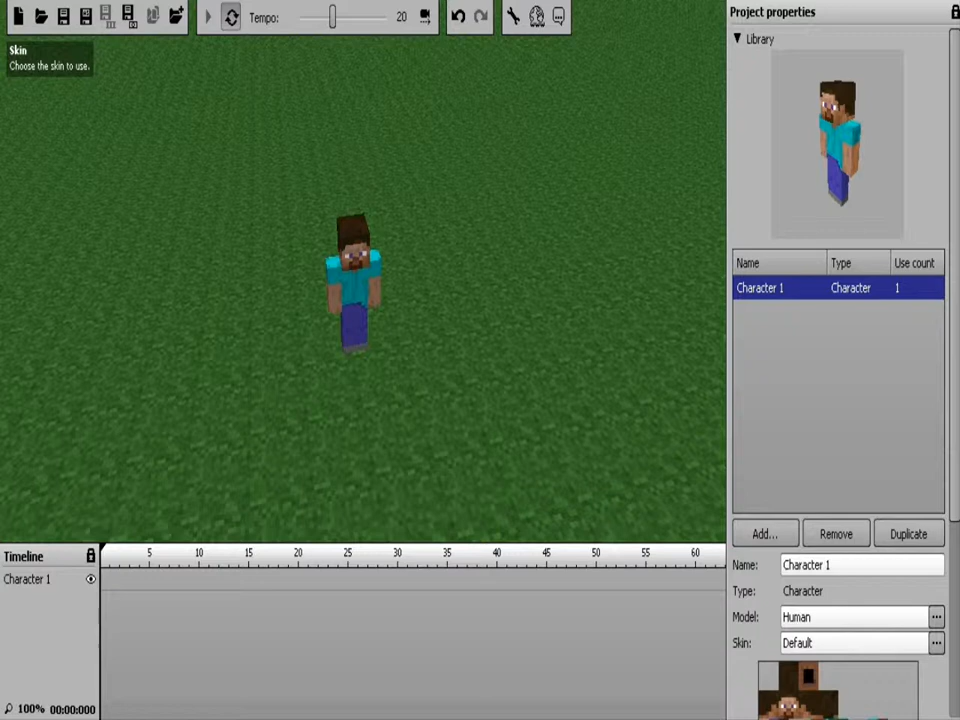 Tempo:
20
Skin
Choose the skin to use.
Project properties
Library
Name Type Use count
Character 1 Character 1
Add... Remove Duplicate
Name: Character 1
Type: Character
Model: Human ...
Skin: Default ...
Timeline
5 10 15 20 25 30 35 40 45 50 55 60
Character 1
100% 00:00:000